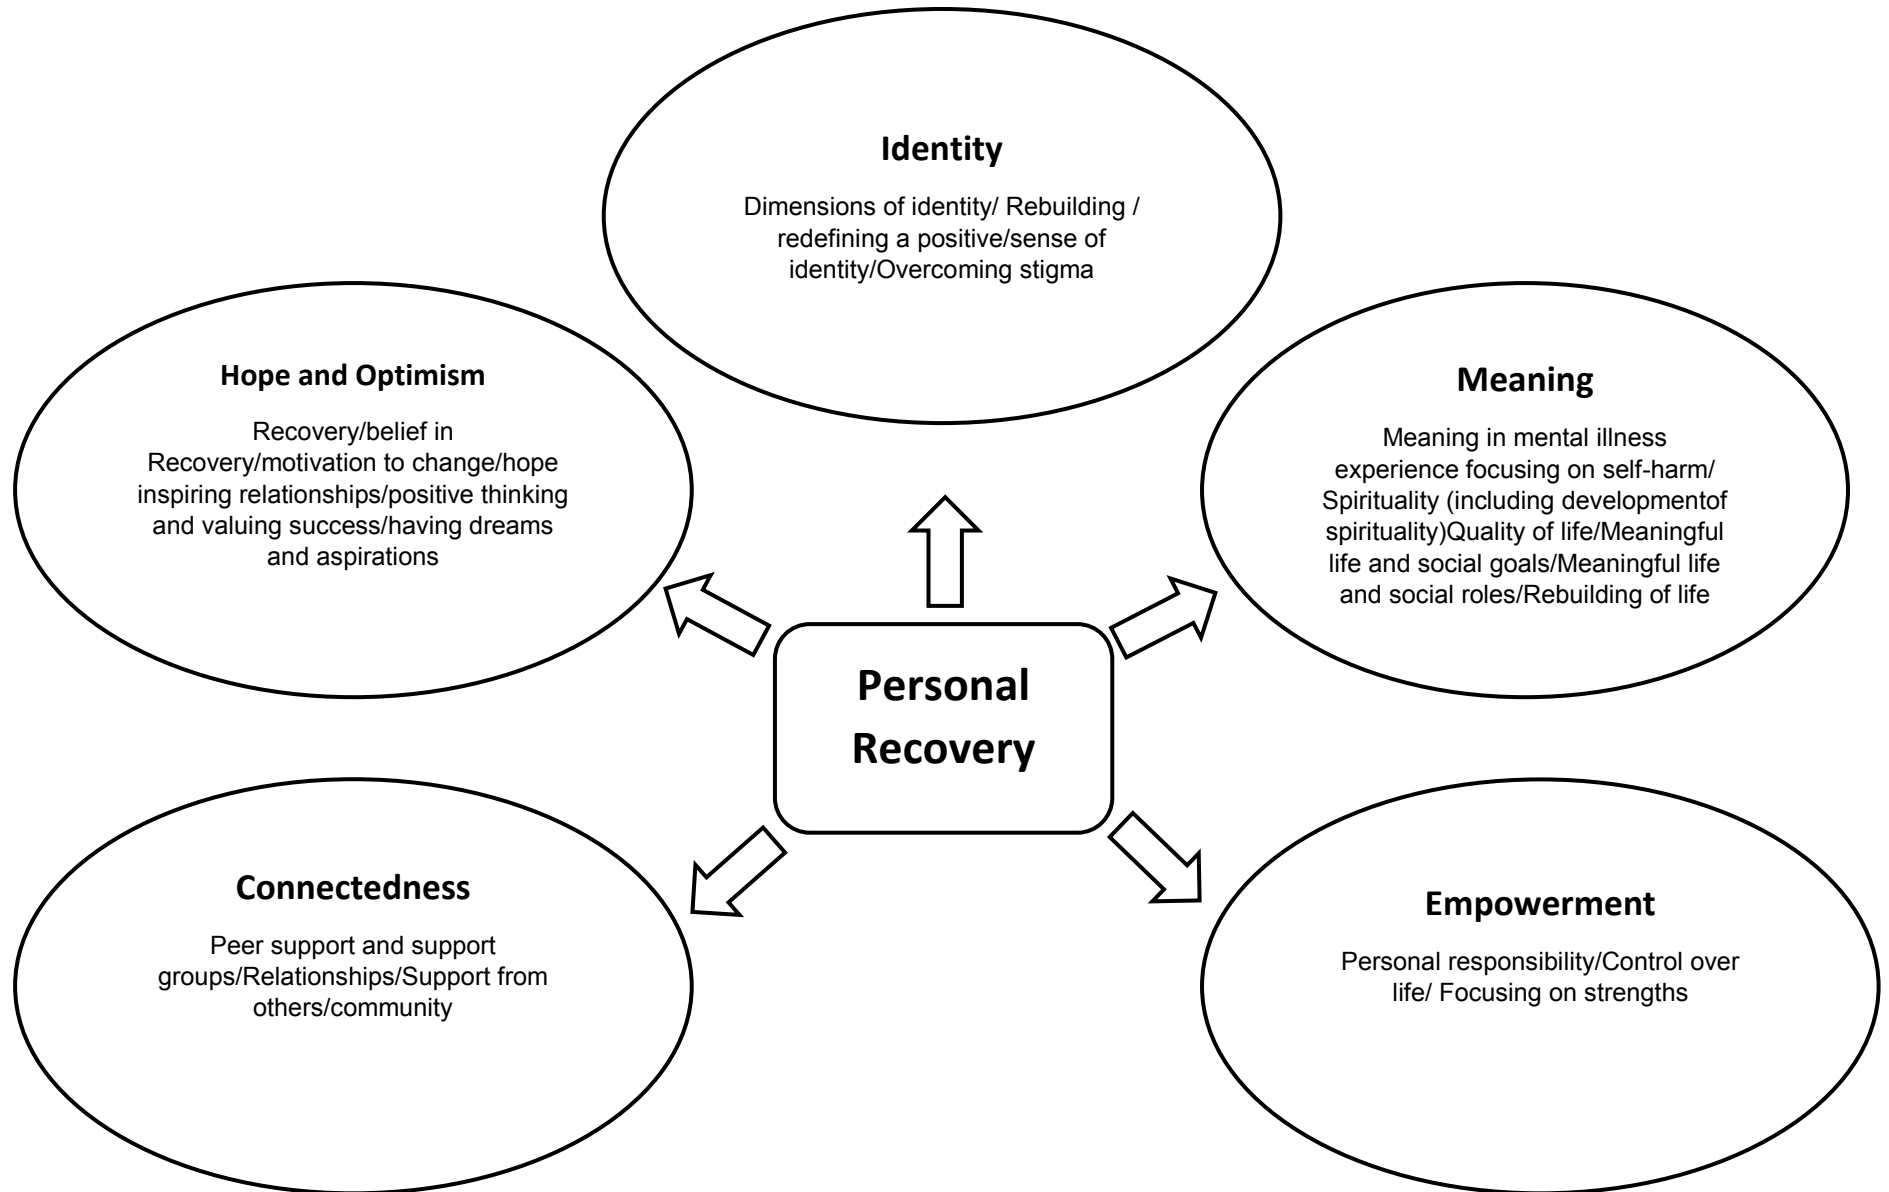 Identity
Dimensions of identity/ Rebuilding /
redefining a positive/sense of
identity/Overcoming stigma
Hope and Optimism
Recovery/belief in
Recovery/motivation to change/hope
inspiring relationships/positive thinking
and valuing success/having dreams
and aspirations
Meaning
Meaning in mental illness
experience focusing on self-harm/
Spirituality (including developmentof
spirituality)Quality of life/Meaningful
life and social goals/Meaningful life
and social roles/Rebuilding of life
Personal
Recovery
Connectedness
Peer support and support
groups/Relationships/Support from
others/community
Empowerment
Personal responsibility/Control over
life/ Focusing on strengths